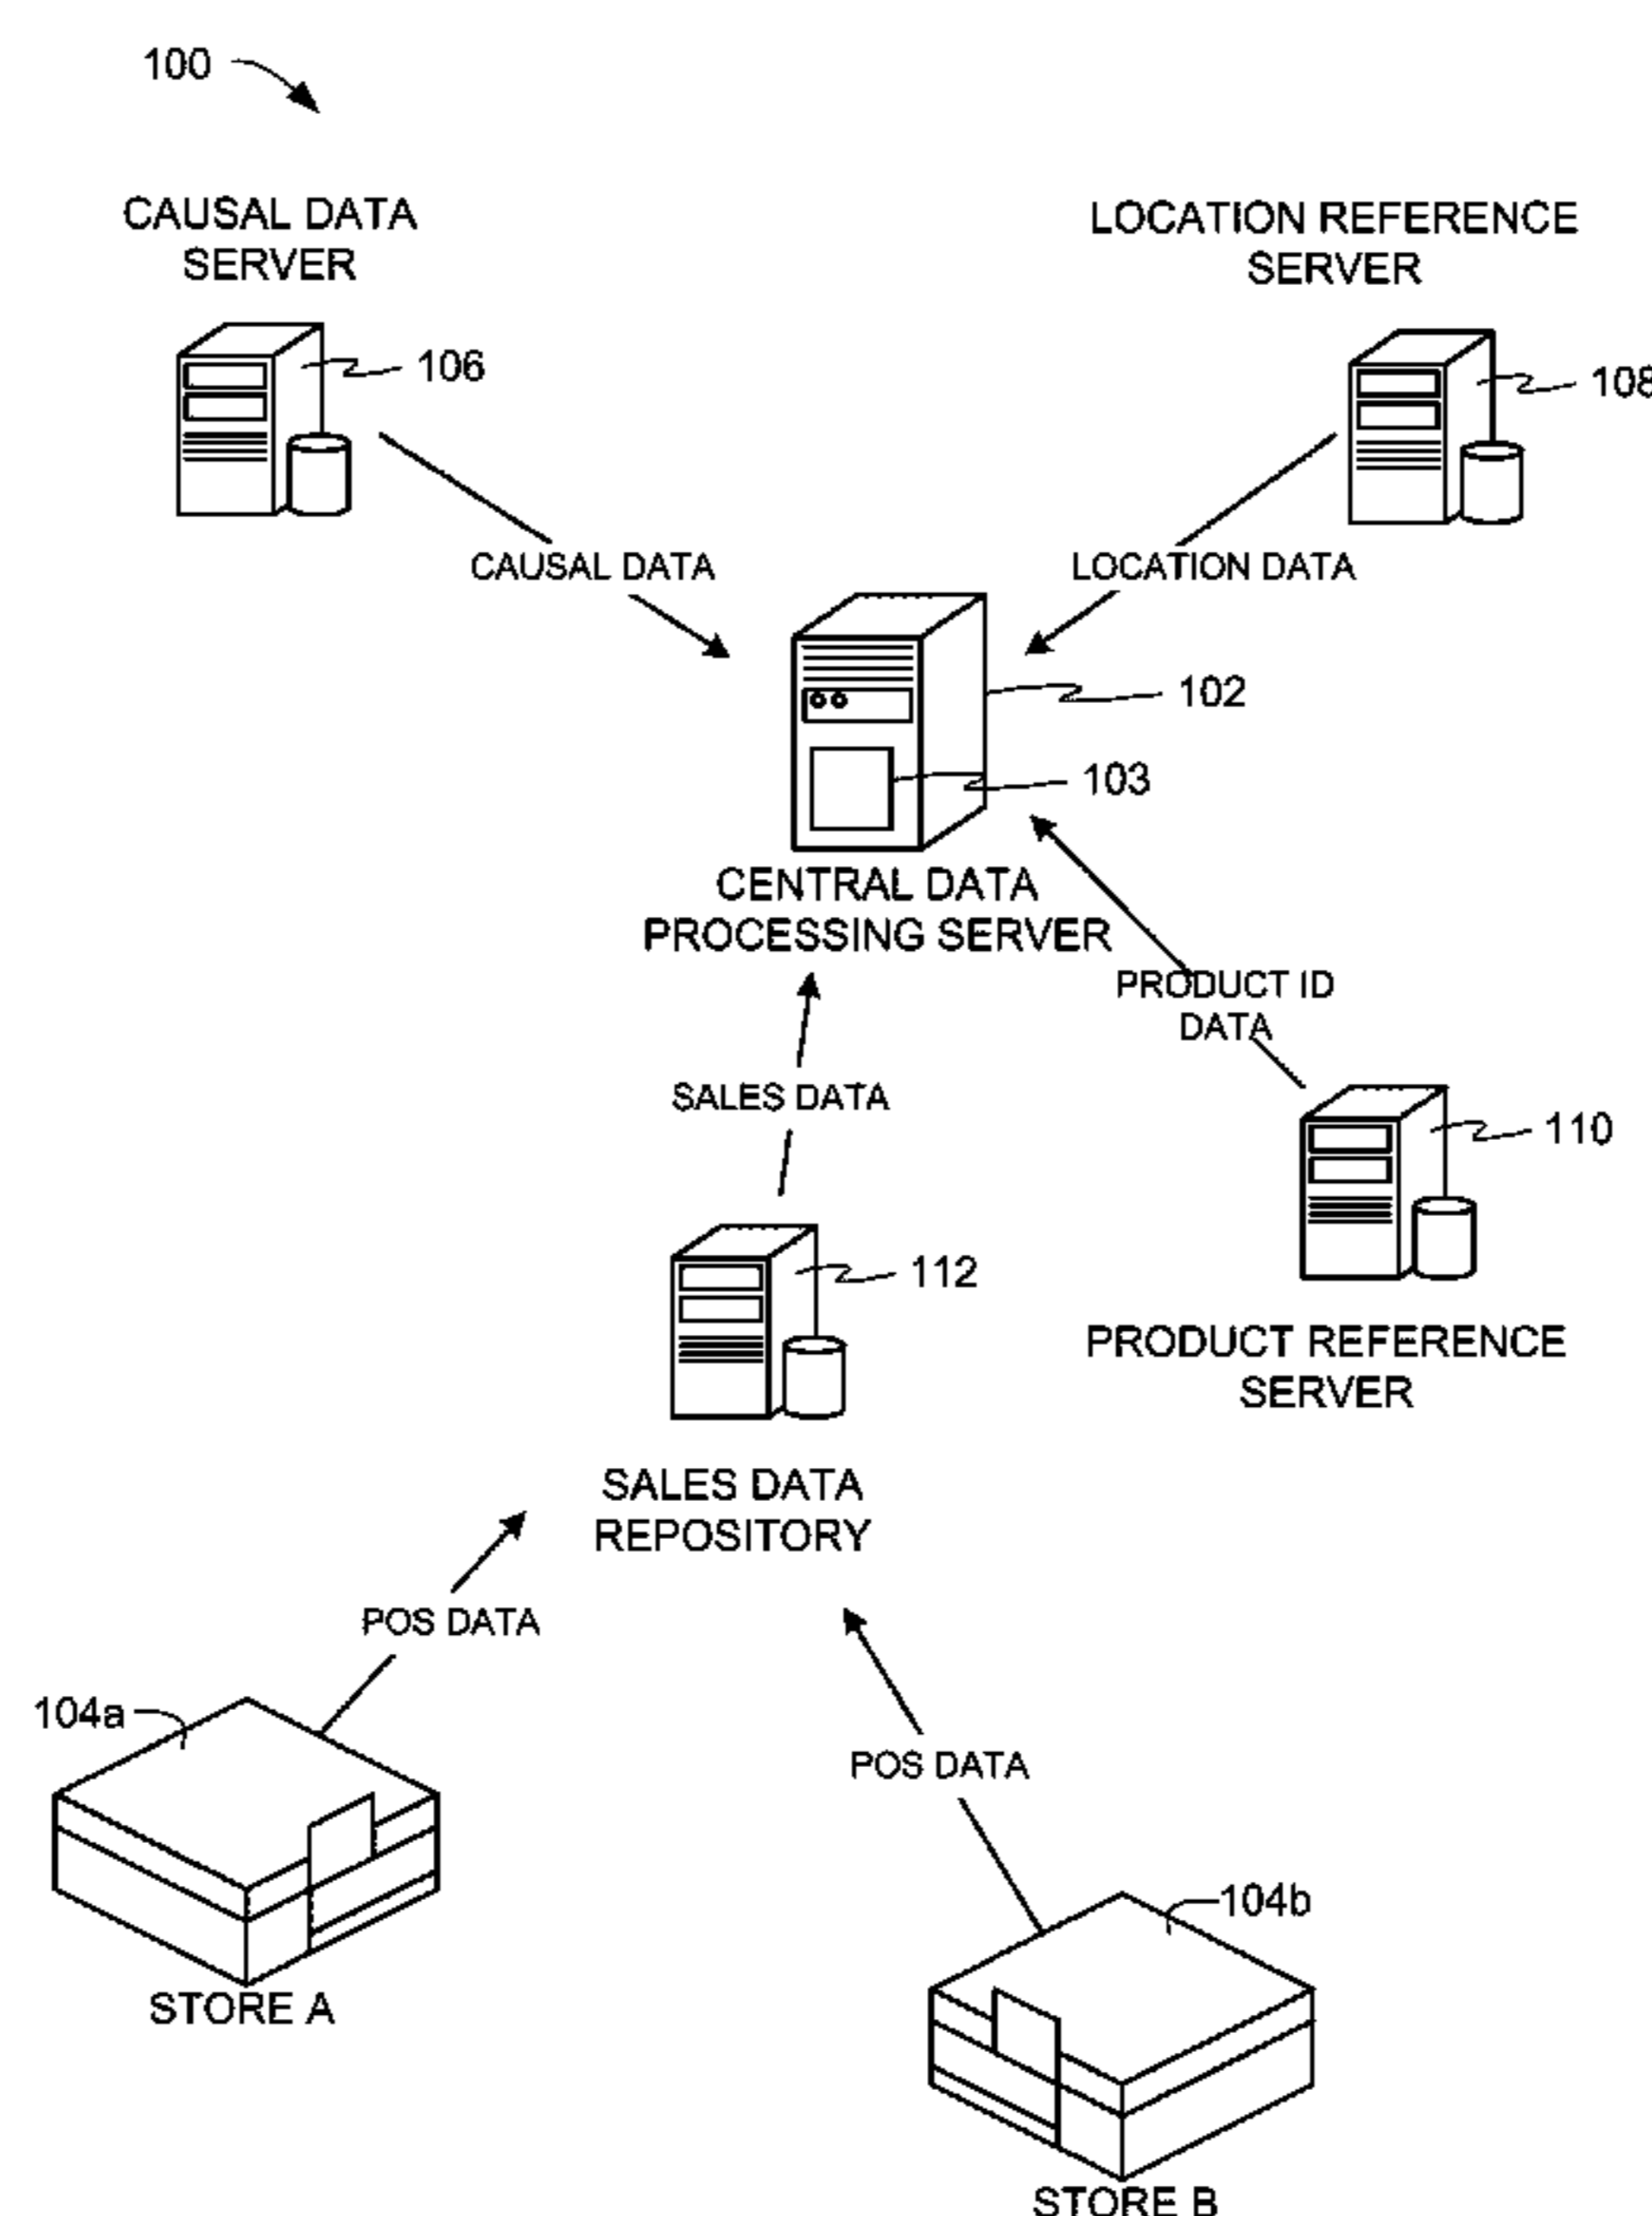 100
CAUSAL DATA
SERVER
LOCATION REFERENCE
SERVER
106
108
CAUSAL DATA
LOCATION DATA
102
103
CENTRAL DATA
PROCESSING SERVER
PRODUCT ID
DATA
SALES DATA
110
112
PRODUCT REFERENCE
SERVER
SALES DATA
REPOSITORY
POS DATA
104a
POS DATA
104b
STORE A
STORE B